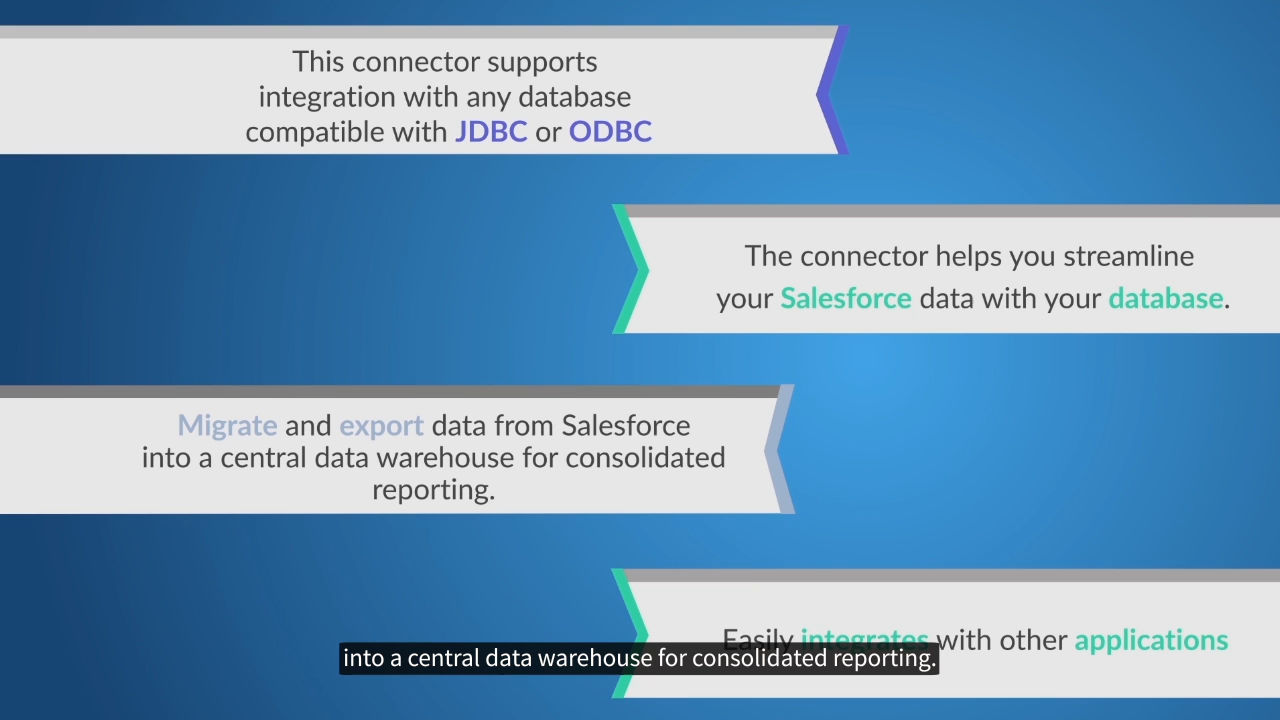 This connector supports
integration with any database
compatible with JDBC or ODBC
The connector helps you streamline
your Salesforce data with your database.
Migrate and export data from Salesforce
into a central data warehouse for consolidated
reporting.
Easily integrates with other applications
into a central data warehouse for consolidated reporting.